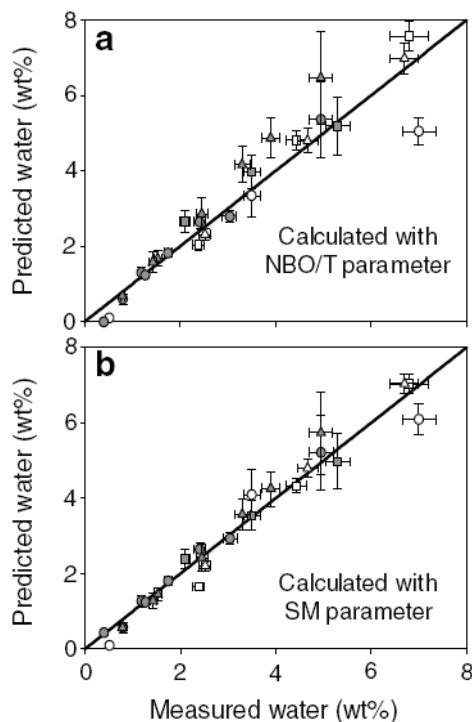 a
8
6
4
2
0
Predicted water (wt%)
Calculated with
NBO/T parameter
b
8
6
4
2
0
Predicted water (wt%)
Calculated with
SM parameter
0 2 4 6 8
Measured water (wt%)